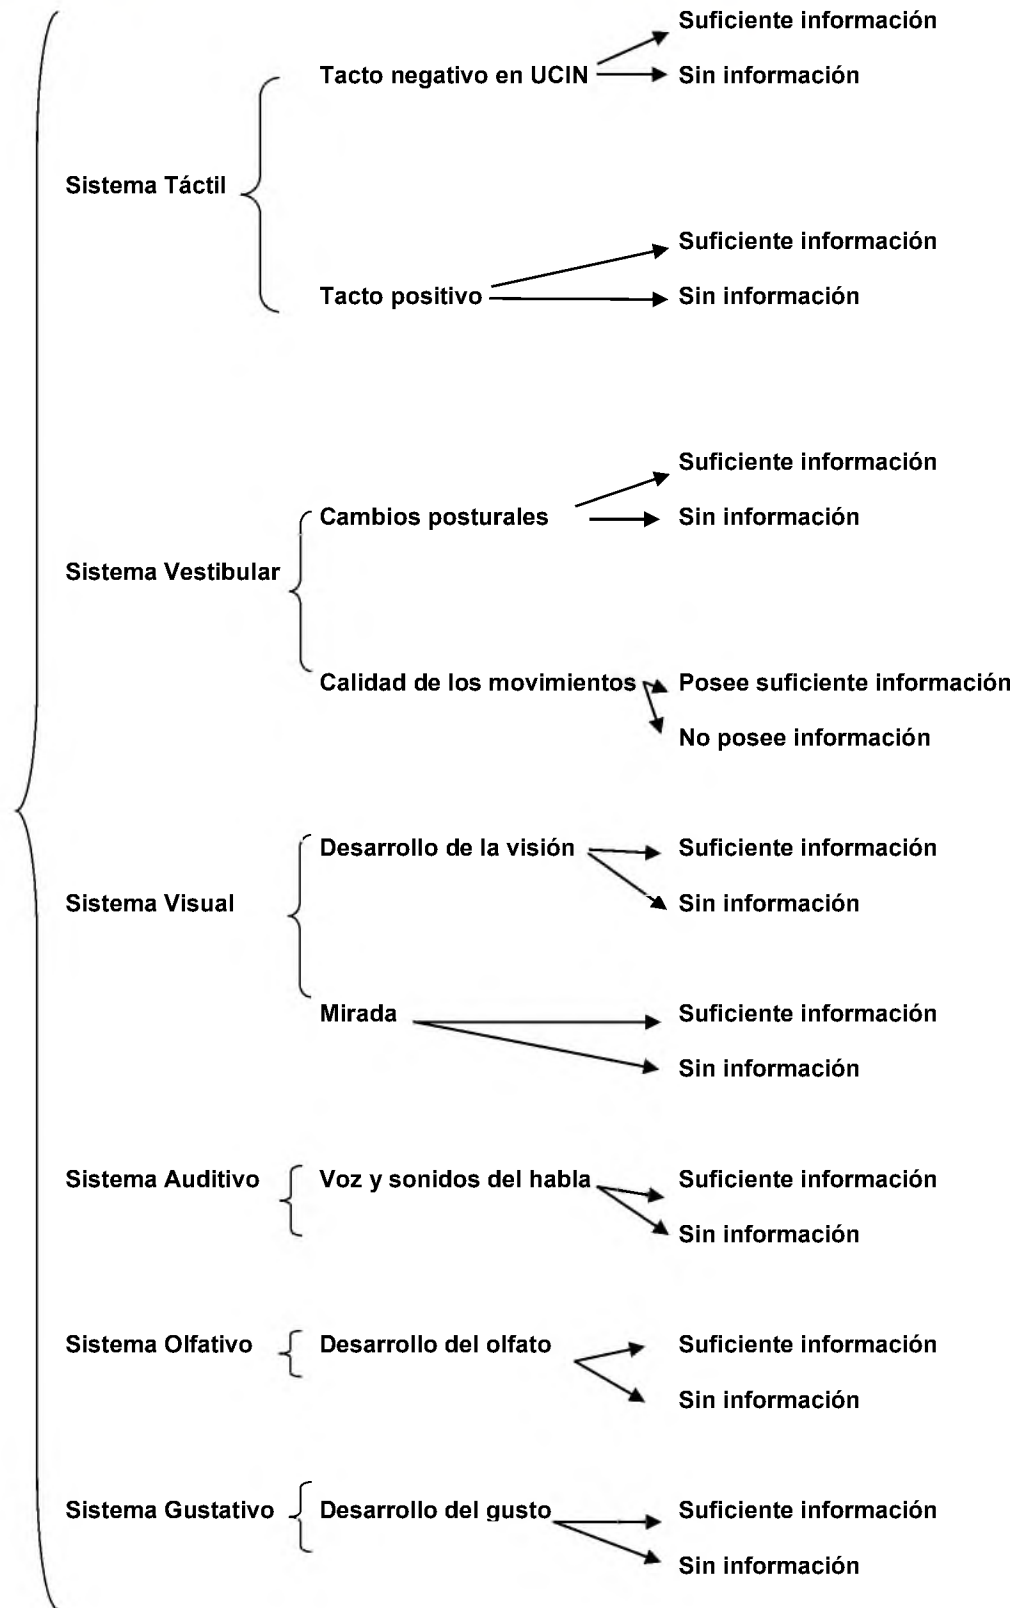 Suficiente información
Tacto negativo en UCIN Sin información
Sistema Táctil
Suficiente información
Tacto positivo Sin información
Suficiente información
Cambios posturales Sin información
Sistema Vestibular
Calidad de los movimientos Posee suficiente información
No posee información
Desarrollo de la visión Suficiente información
Sistema Visual Sin información
Mirada Suficiente información
Sin información
Sistema Auditivo Voz y sonidos del habla Suficiente información
Sin información
Sistema Olfativo Desarrollo del olfato Suficiente información
Sin información
Sistema Gustativo Desarrollo del gusto Suficiente información
Sin información